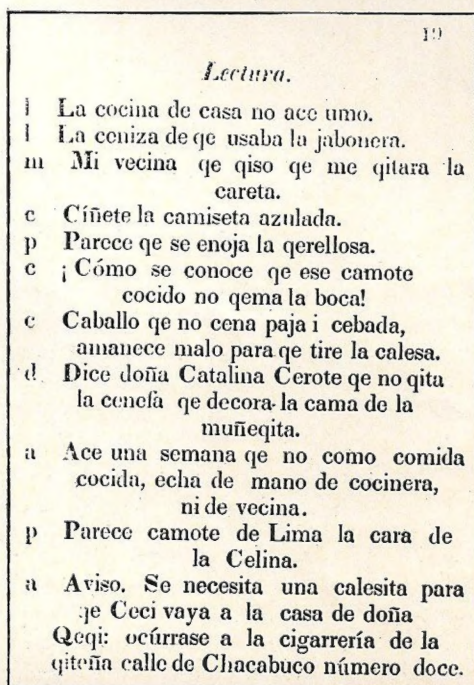 19
Lectura.
l La cocina de casa no ace umo.
l La ceniza de qe usaba la jabonera.
m Mi vecina qe qiso qe me qitara la
careta.
c Cíñete la camiseta azulada.
p Parece qe se enoja la qerellosa.
c ¡Cómo se conoce qe ese camote
cocido no qema la boca!
c Caballo qe no cena paja i cebada,
amanece malo para qe tire la calesa.
d Dice doña Catalina Cerote qe no qita
la cenefa qe decora la cama de la
muñeqita.
a Ace una semana qe no como comida
cocida, echa de mano de cocinera,
ni de vecina.
p Parece camote de Lima la cara de
la Celina.
a Aviso. Se necesita una calesita para
qe Ceci vaya a la casa de doña
Qeqi: ocúrrase a la cigarrería de la
qiteña calle de Chacabuco número doce.